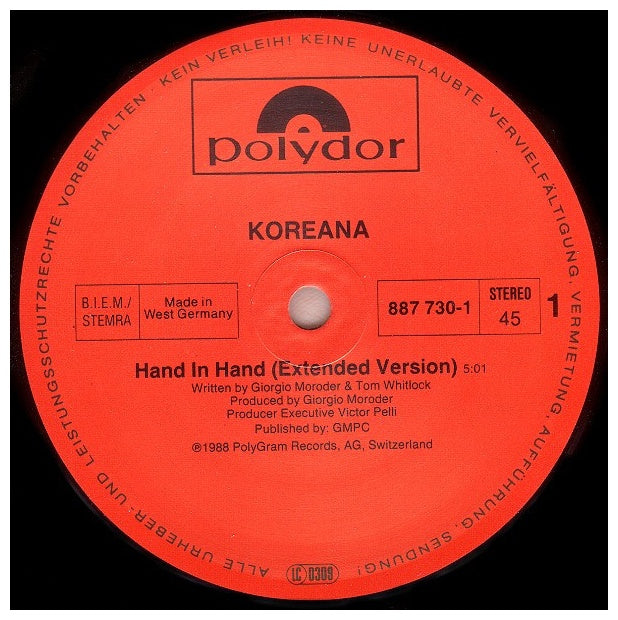 ALLE URHEBER- UND LEISTUNGSSCHUTZRECHTE VORBEHALTEN · KEIN VERLEIH! KEINE UNERLAUBTE VERVIELFÄLTIGUNG, VERMIETUNG, AUFFÜHRUNG, SENDUNG!
polydor
KOREANA
B.I.E.M./
STEMRA
Made in
West Germany
887 730-1
STEREO
45
1
Hand In Hand (Extended Version) 5:01
Written by Giorgio Moroder & Tom Whitlock
Produced by Giorgio Moroder
Producer Executive Victor Pelli
Published by: GMPC
℗1988 PolyGram Records, AG, Switzerland
LC 0309